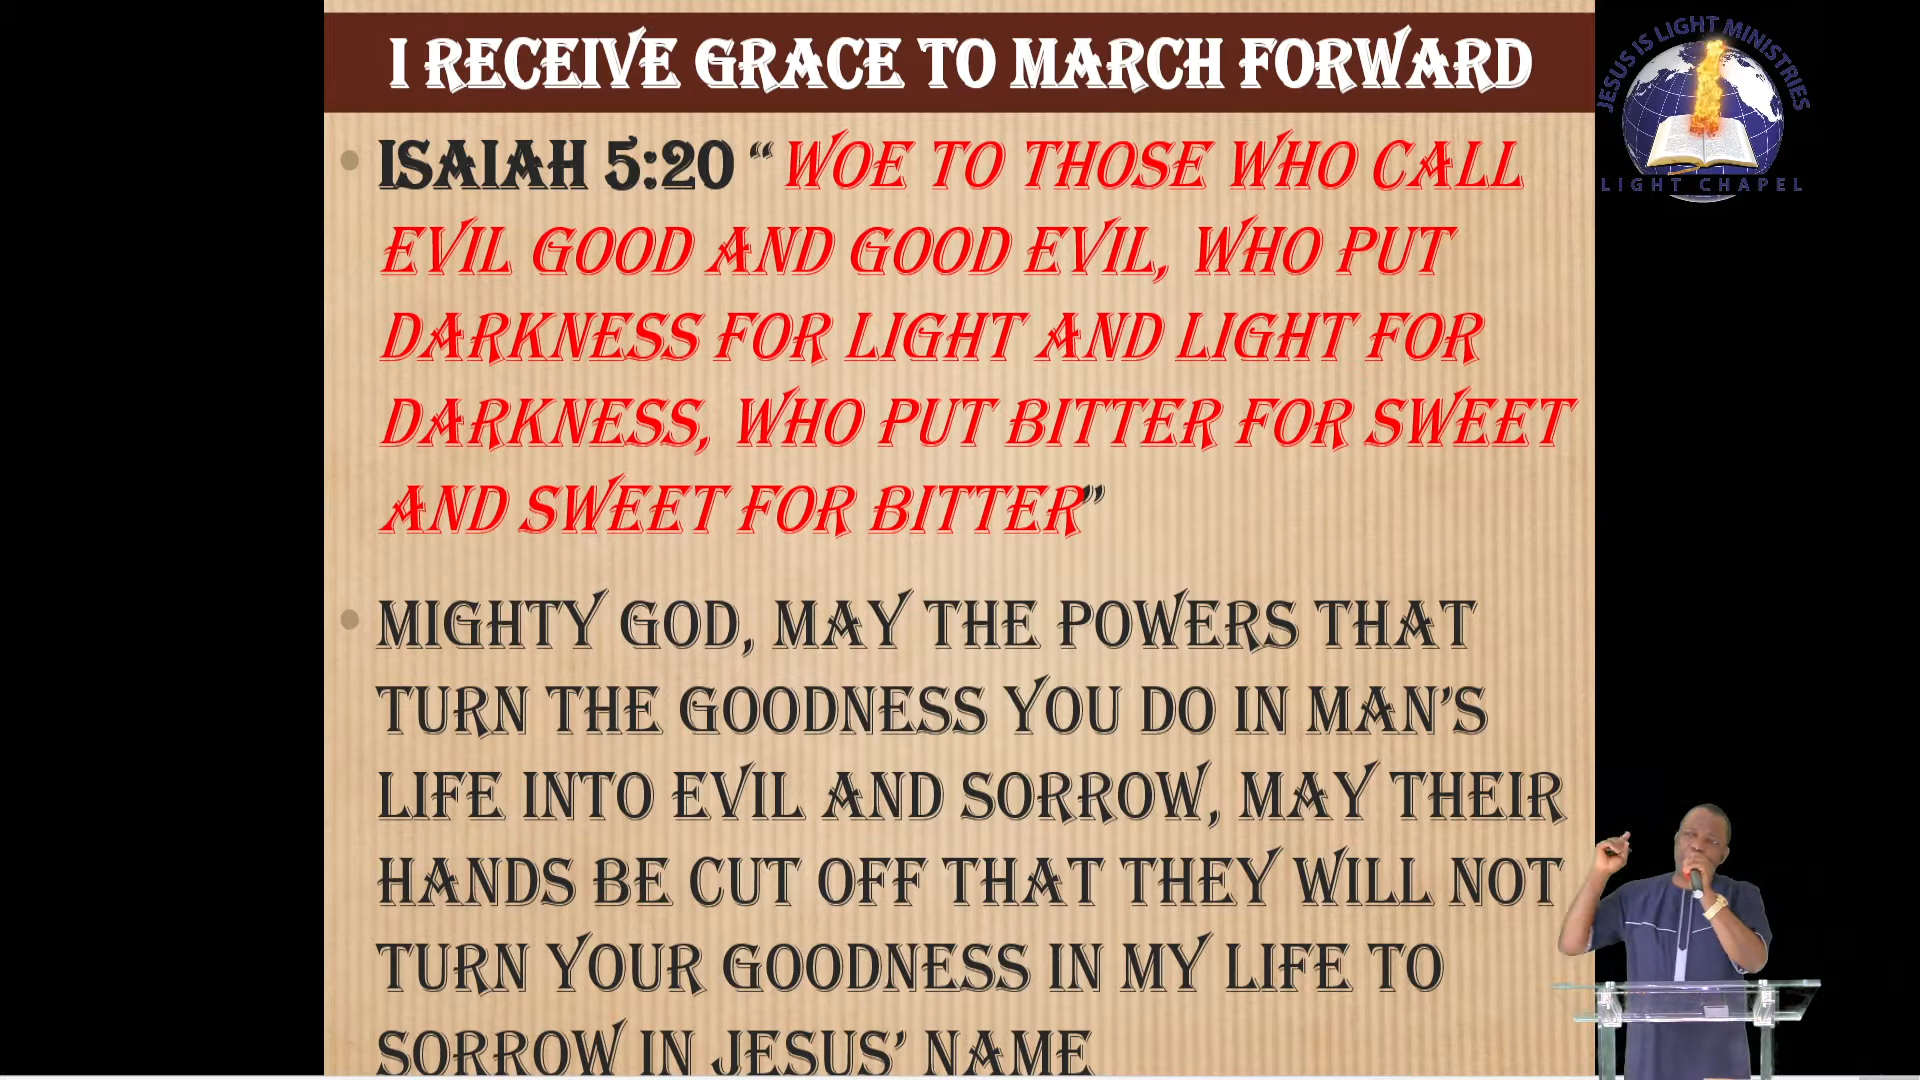 I RECEIVE GRACE TO MARCH FORWARD
JESUS IS LIGHT MINISTRIES
LIGHT CHAPEL
• ISAIAH 5:20 “WOE TO THOSE WHO CALL
EVIL GOOD AND GOOD EVIL, WHO PUT
DARKNESS FOR LIGHT AND LIGHT FOR
DARKNESS, WHO PUT BITTER FOR SWEET
AND SWEET FOR BITTER”
• MIGHTY GOD, MAY THE POWERS THAT
TURN THE GOODNESS YOU DO IN MAN’S
LIFE INTO EVIL AND SORROW, MAY THEIR
HANDS BE CUT OFF THAT THEY WILL NOT
TURN YOUR GOODNESS IN MY LIFE TO
SORROW IN JESUS’ NAME